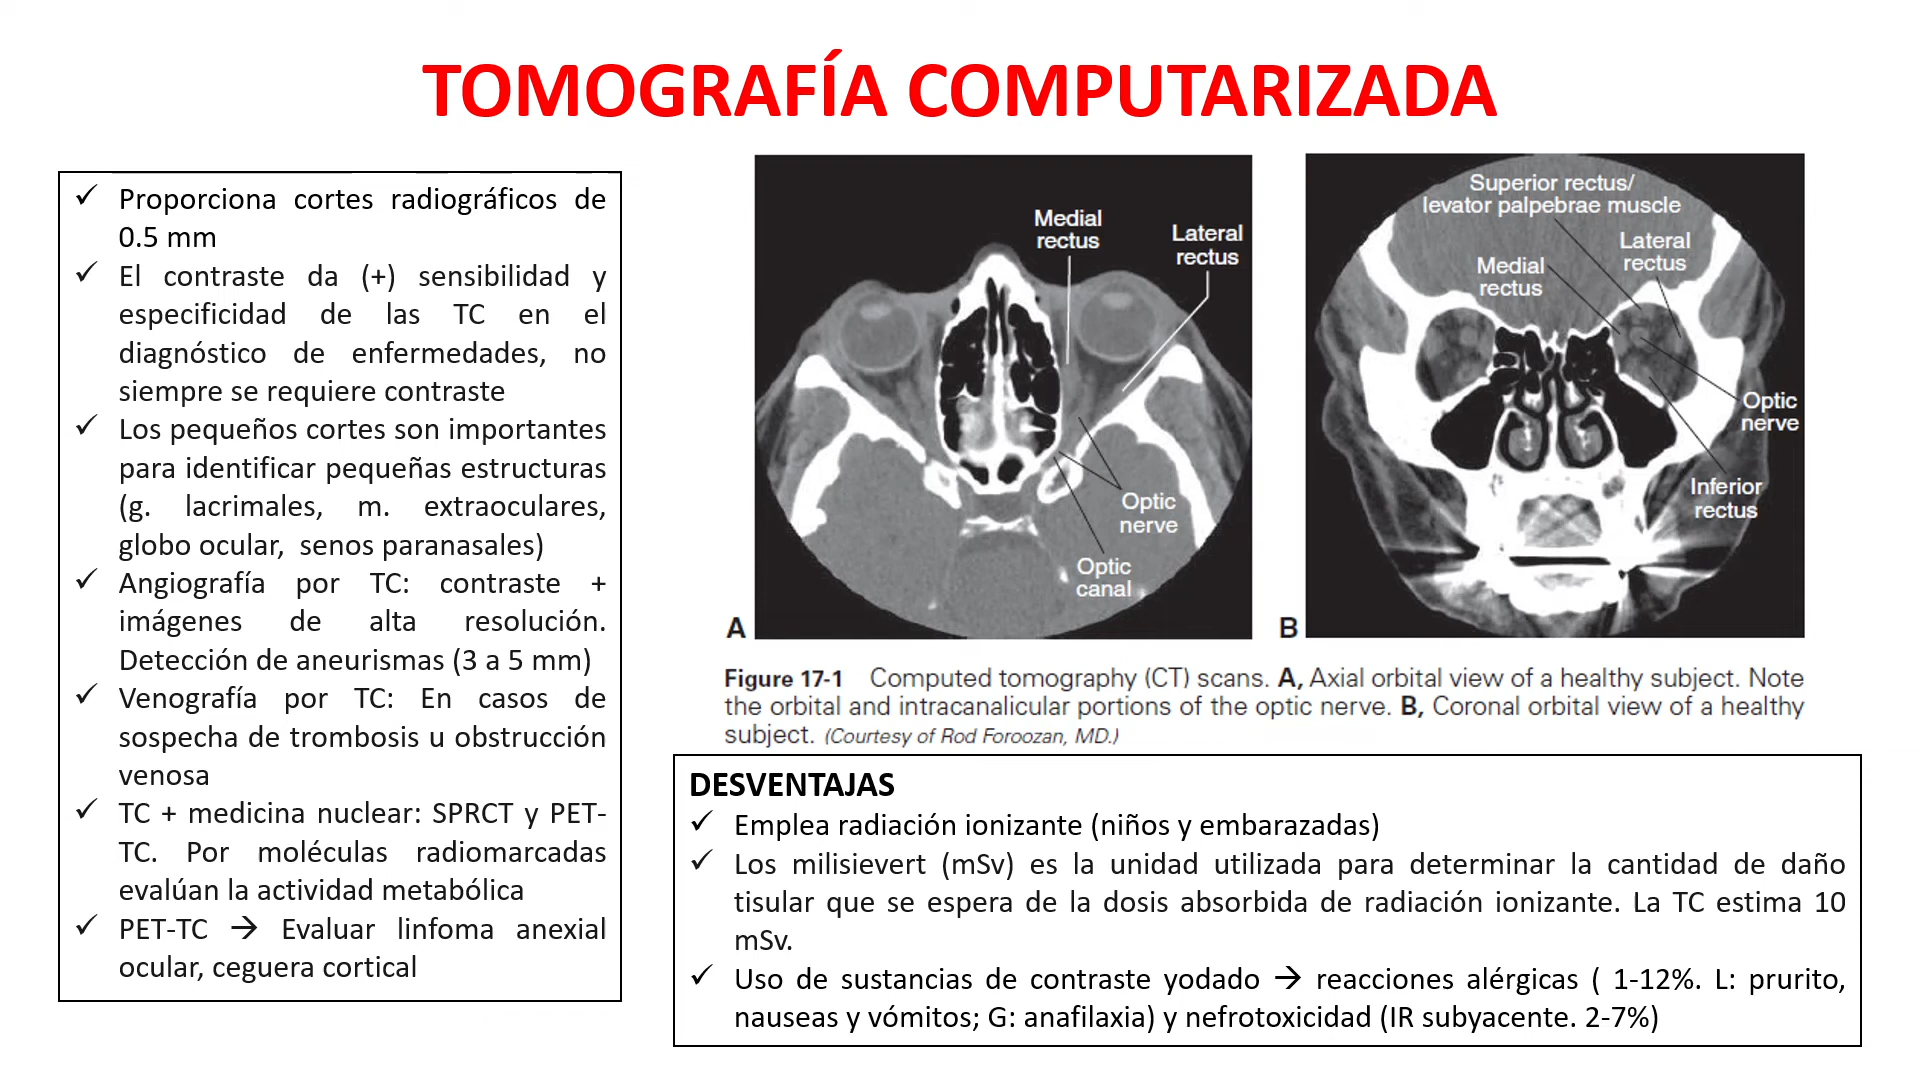 TOMOGRAFÍA COMPUTARIZADA
✓ Proporciona cortes radiográficos de
0.5 mm
✓ El contraste da (+) sensibilidad y
especificidad de las TC en el
diagnóstico de enfermedades, no
siempre se requiere contraste
✓ Los pequeños cortes son importantes
para identificar pequeñas estructuras
(g. lacrimales, m. extraoculares,
globo ocular, senos paranasales)
✓ Angiografía por TC: contraste +
imágenes de alta resolución.
Detección de aneurismas (3 a 5 mm)
✓ Venografía por TC: En casos de
sospecha de trombosis u obstrucción
venosa
✓ TC + medicina nuclear: SPRCT y PET-
TC. Por moléculas radiomarcadas
evalúan la actividad metabólica
✓ PET-TC → Evaluar linfoma anexial
ocular, ceguera cortical
Medial
rectus
Lateral
rectus
Optic
nerve
Optic
canal
A
Superior rectus/
levator palpebrae muscle
Lateral
rectus
Medial
rectus
Optic
nerve
Inferior
rectus
B
Figure 17-1 Computed tomography (CT) scans. A, Axial orbital view of a healthy subject. Note
the orbital and intracanalicular portions of the optic nerve. B, Coronal orbital view of a healthy
subject. (Courtesy of Rod Foroozan, MD.)
DESVENTAJAS
✓ Emplea radiación ionizante (niños y embarazadas)
✓ Los milisievert (mSv) es la unidad utilizada para determinar la cantidad de daño
tisular que se espera de la dosis absorbida de radiación ionizante. La TC estima 10
mSv.
✓ Uso de sustancias de contraste yodado → reacciones alérgicas ( 1-12%. L: prurito,
nauseas y vómitos; G: anafilaxia) y nefrotoxicidad (IR subyacente. 2-7%)